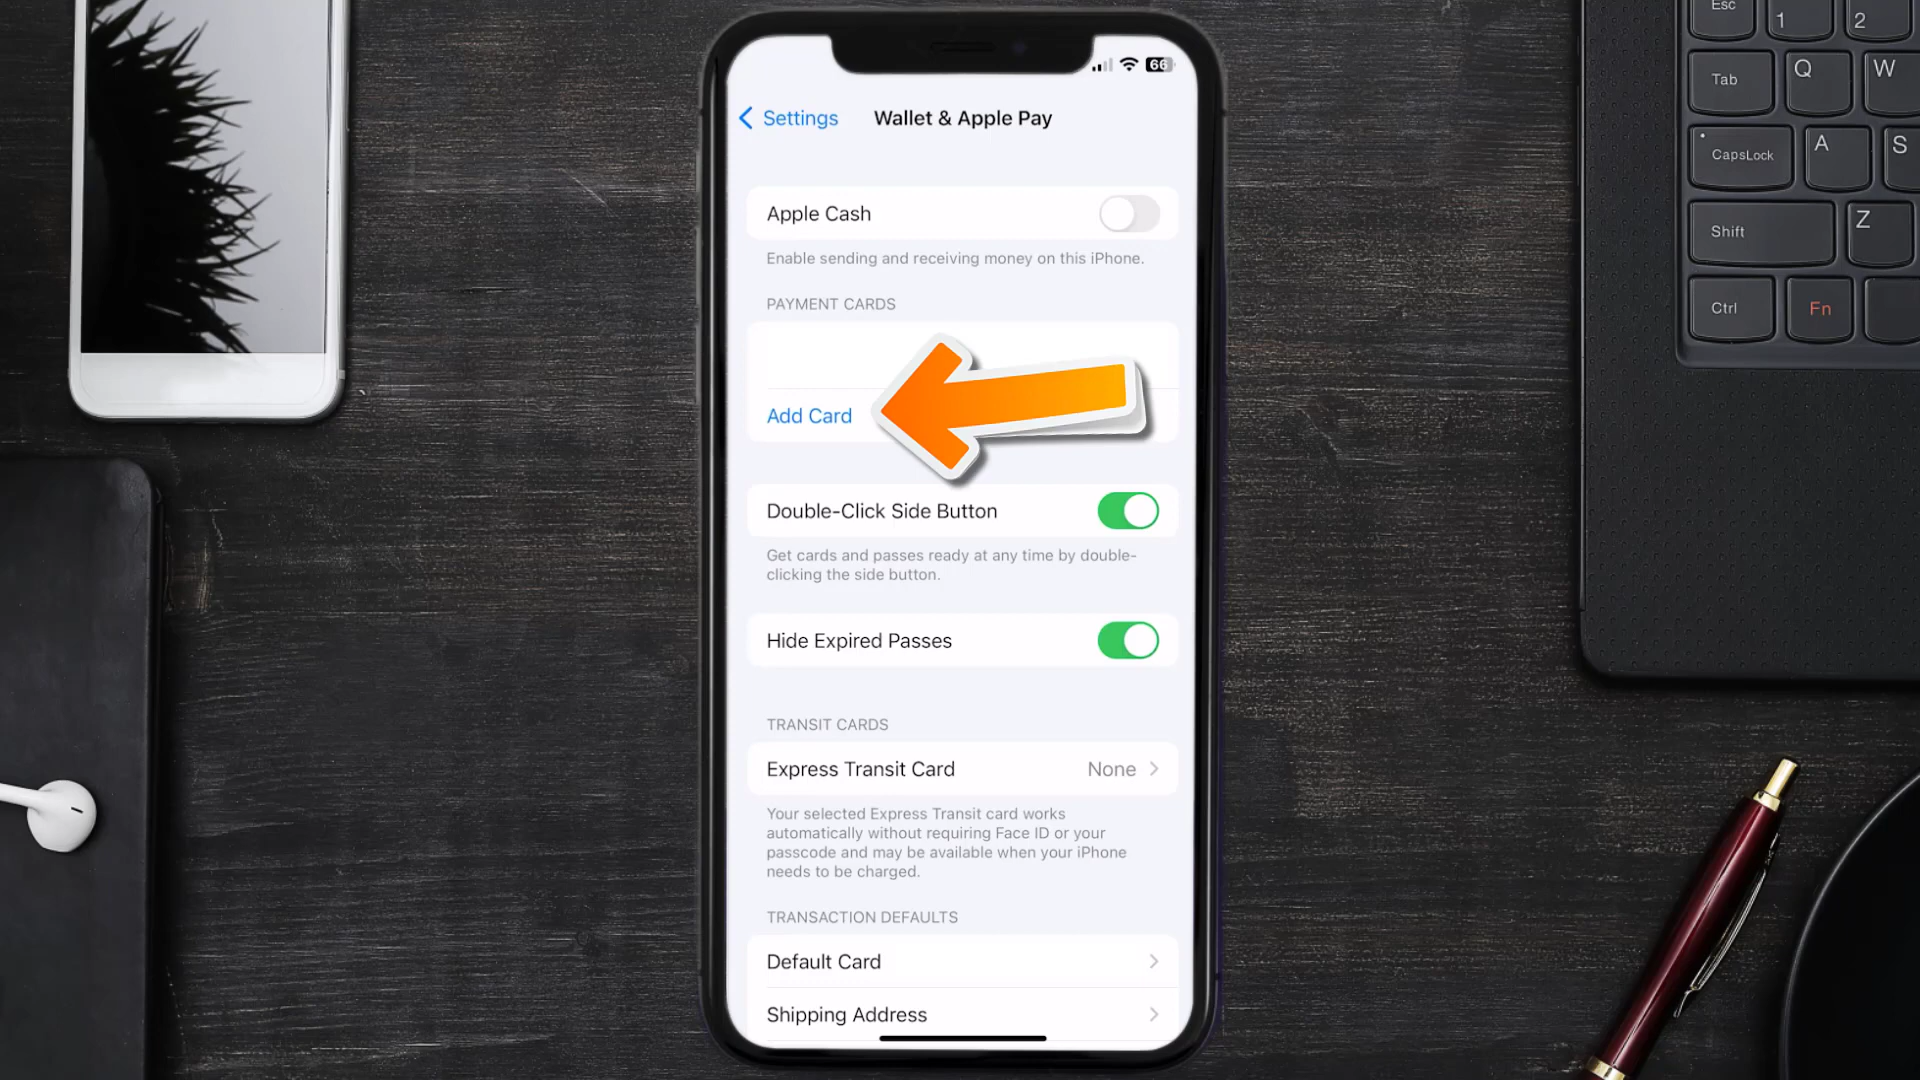 66
Settings
Wallet & Apple Pay
Apple Cash
Enable sending and receiving money on this iPhone.
PAYMENT CARDS
Add Card
Double-Click Side Button
Get cards and passes ready at any time by double-
clicking the side button.
Hide Expired Passes
TRANSIT CARDS
Express Transit Card None
Your selected Express Transit card works
automatically without requiring Face ID or your
passcode and may be available when your iPhone
needs to be charged.
TRANSACTION DEFAULTS
Default Card
Shipping Address
Esc 1 2
Tab Q W
CapsLock A S
Shift Z
Ctrl Fn